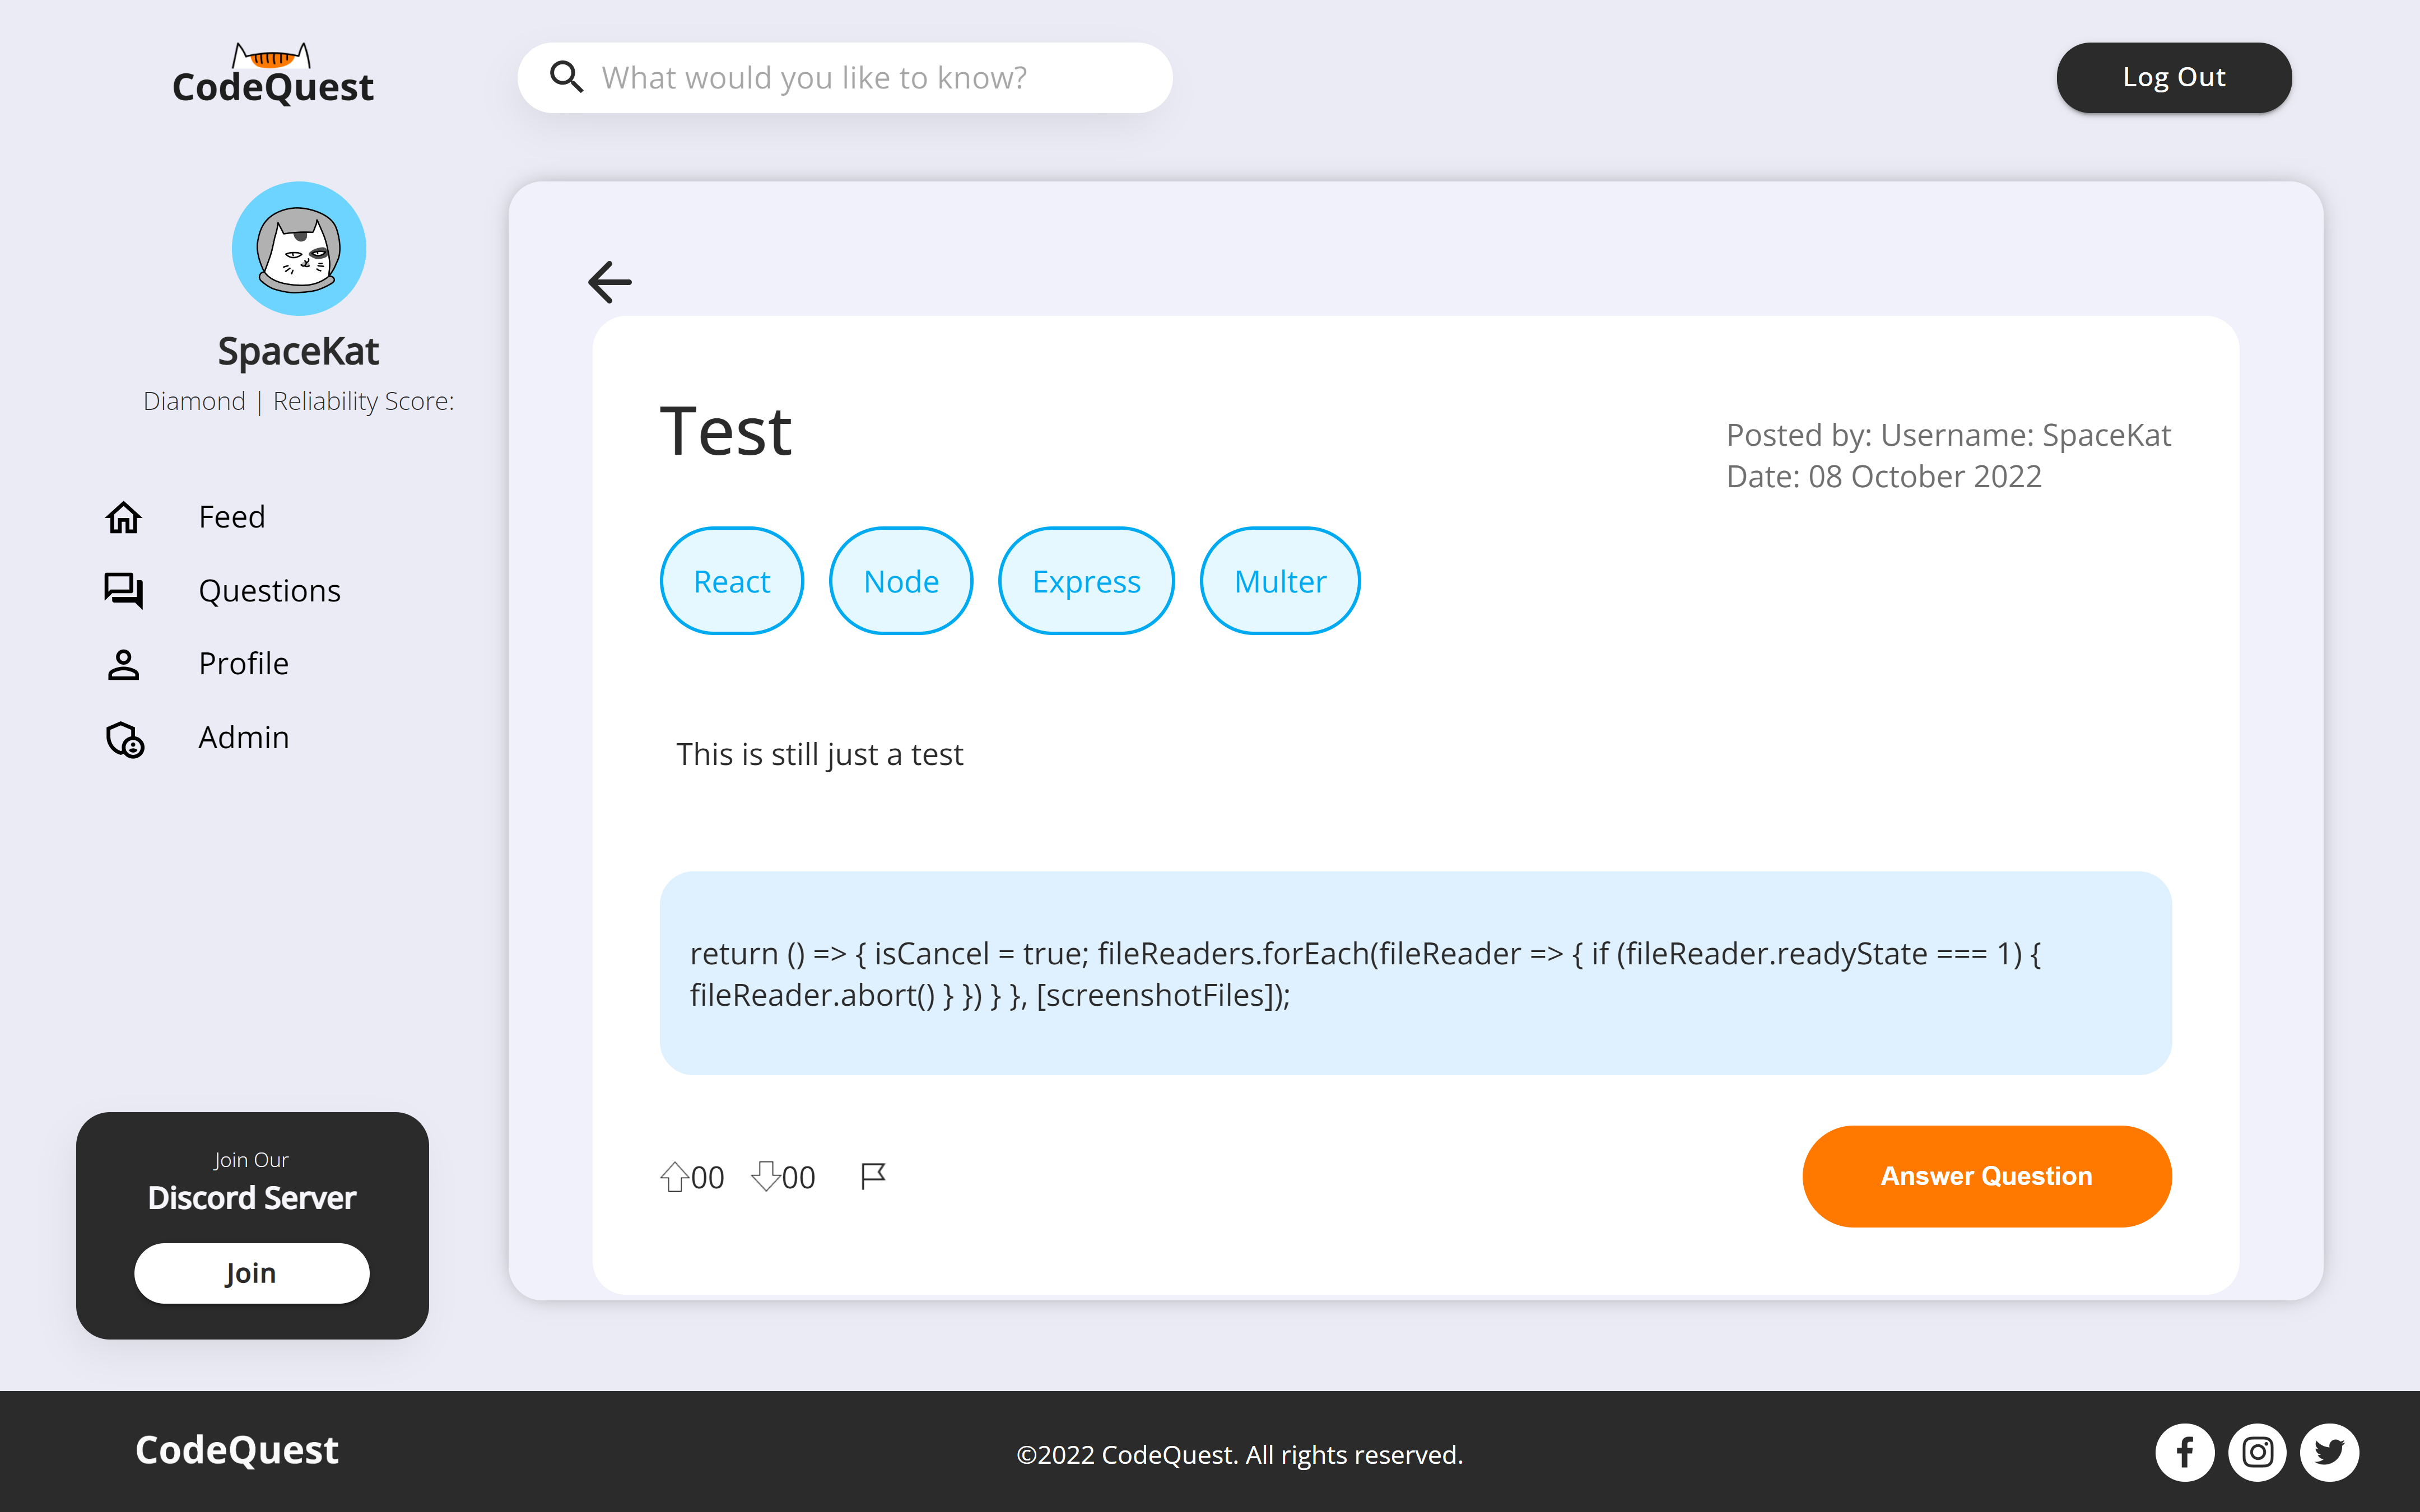 CodeQuest
What would you like to know?
Log Out
SpaceKat
Diamond | Reliability Score:
Feed
Questions
Profile
Admin
Join Our
Discord Server
Join
Test
Posted by: Username: SpaceKat
Date: 08 October 2022
React
Node
Express
Multer
This is still just a test
return () => { isCancel = true; fileReaders.forEach(fileReader => { if (fileReader.readyState === 1) {
fileReader.abort() } }) } }, [screenshotFiles]);
00
00
Answer Question
CodeQuest
©2022 CodeQuest. All rights reserved.